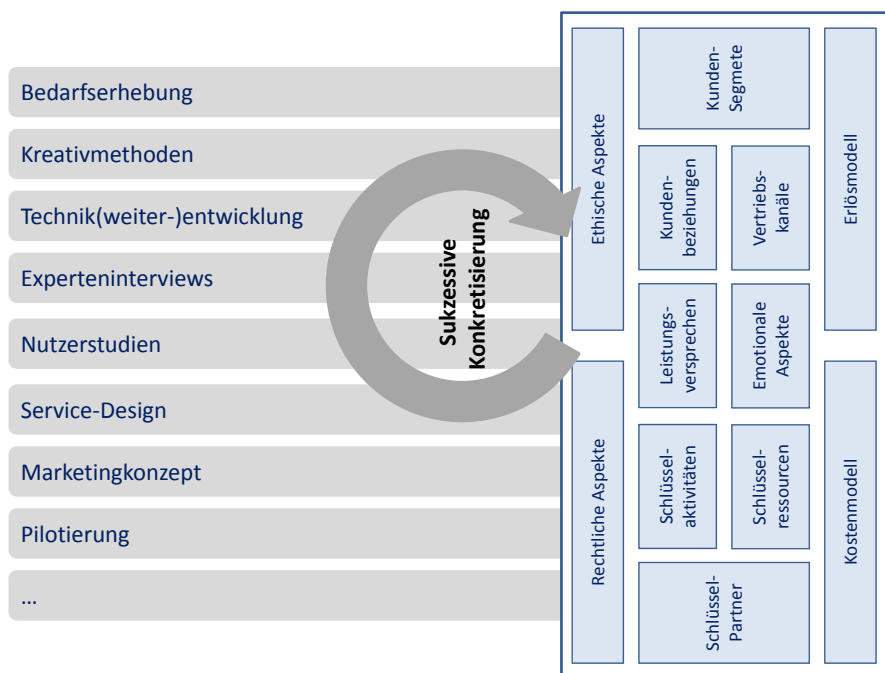 Bedarfserhebung
Kreativmethoden
Technik(weiter-)entwicklung
Experteninterviews
Nutzerstudien
Service-Design
Marketingkonzept
Pilotierung
...
Sukzessive
Konkretisierung
Ethische Aspekte
Rechtliche Aspekte
Kunden-
Segmete
Kunden-
beziehungen
Vertriebs-
kanäle
Leistungs-
versprechen
Emotionale
Aspekte
Schlüssel-
aktivitäten
Schlüssel-
ressourcen
Schlüssel-
Partner
Erlösmodell
Kostenmodell